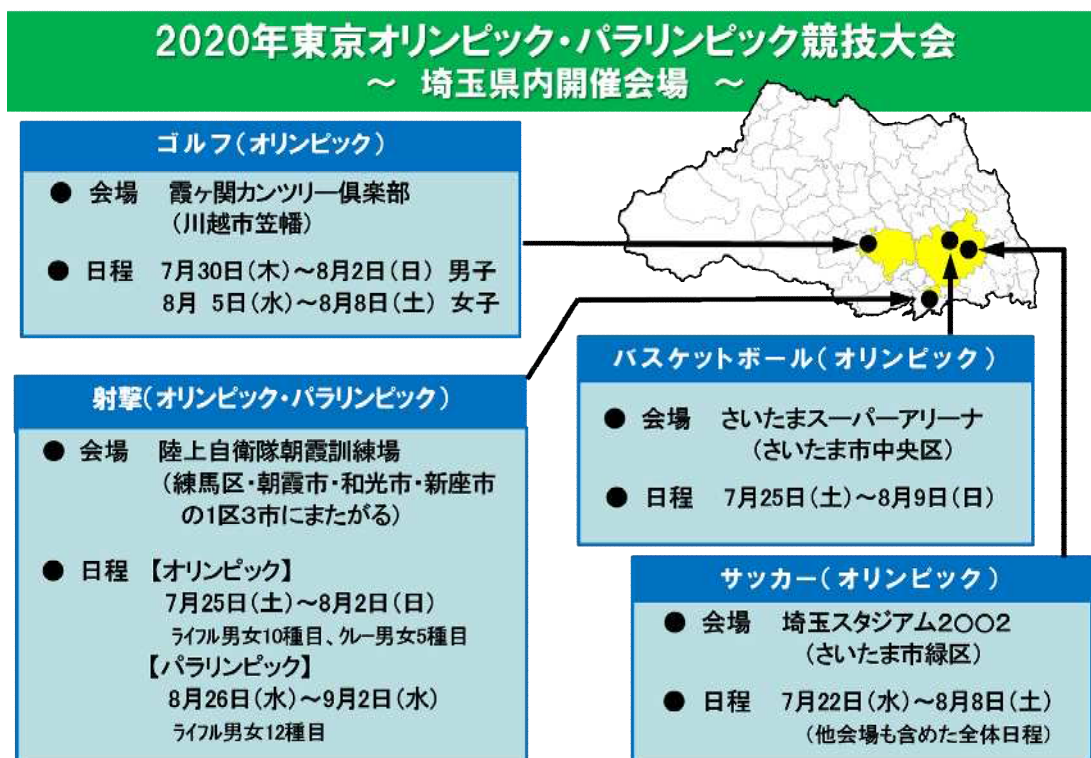 2020年東京オリンピック・パラリンピック競技大会
～ 埼玉県内開催会場 ～
ゴルフ(オリンピック)
● 会場 霞ヶ関カンツリー倶楽部
(川越市笠幡)
● 日程 7月30日(木)～8月2日(日) 男子
8月 5日(水)～8月8日(土) 女子
射撃(オリンピック・パラリンピック)
● 会場 陸上自衛隊朝霞訓練場
(練馬区・朝霞市・和光市・新座市
の1区3市にまたがる)
● 日程 【オリンピック】
7月25日(土)～8月2日(日)
ライフル男女10種目、クレー男女5種目
【パラリンピック】
8月26日(水)～9月2日(水)
ライフル男女12種目
バスケットボール(オリンピック)
● 会場 さいたまスーパーアリーナ
(さいたま市中央区)
● 日程 7月25日(土)～8月9日(日)
サッカー(オリンピック)
● 会場 埼玉スタジアム2○○2
(さいたま市緑区)
● 日程 7月22日(水)～8月8日(土)
(他会場も含めた全体日程)